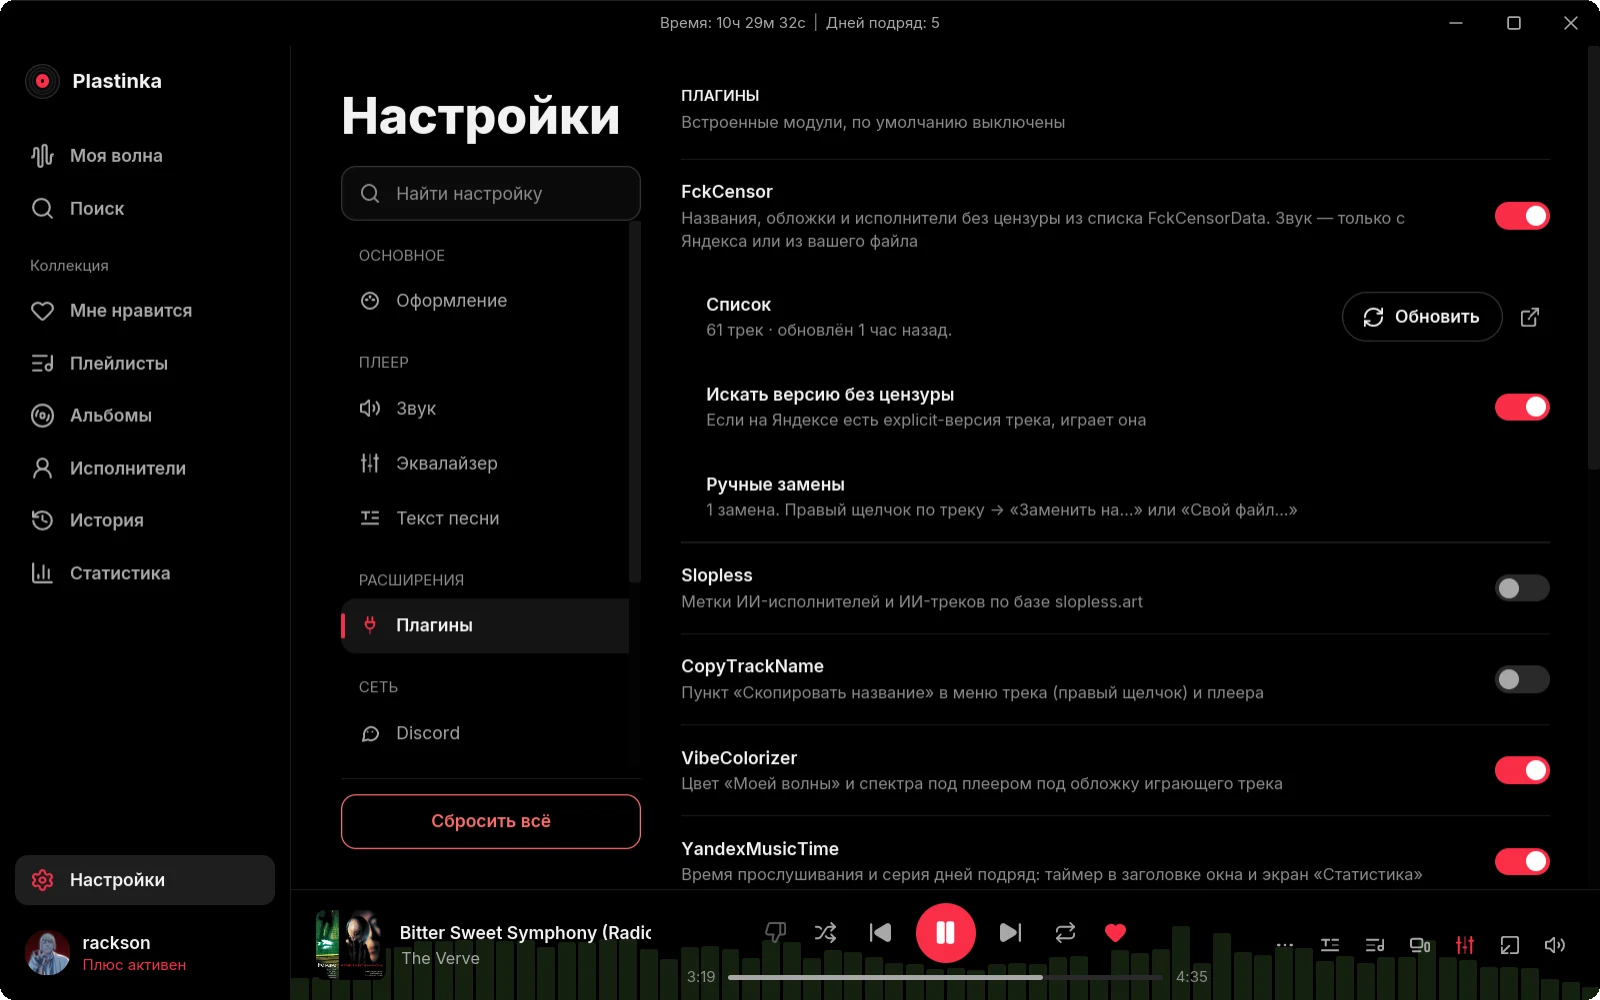 Время: 10ч 29м 32с | Дней подряд: 5
Plastinka
Моя волна
Поиск
Коллекция
Мне нравится
Плейлисты
Альбомы
Исполнители
История
Статистика
Настройки
rackson
Плюс активен
Настройки
Найти настройку
ОСНОВНОЕ
Оформление
ПЛЕЕР
Звук
Эквалайзер
Текст песни
РАСШИРЕНИЯ
Плагины
СЕТЬ
Discord
Сбросить всё
ПЛАГИНЫ
Встроенные модули, по умолчанию выключены
FckCensor
Названия, обложки и исполнители без цензуры из списка FckCensorData. Звук — только с
Яндекса или из вашего файла
Список
61 трек · обновлён 1 час назад.
Обновить
Искать версию без цензуры
Если на Яндексе есть explicit-версия трека, играет она
Ручные замены
1 замена. Правый щелчок по треку → «Заменить на...» или «Свой файл...»
Slopless
Метки ИИ-исполнителей и ИИ-треков по базе slopless.art
CopyTrackName
Пункт «Скопировать название» в меню трека (правый щелчок) и плеера
VibeColorizer
Цвет «Моей волны» и спектра под плеером под обложку играющего трека
YandexMusicTime
Время прослушивания и серия дней подряд: таймер в заголовке окна и экран «Статистика»
Bitter Sweet Symphony (Radic
The Verve
3:19
4:35